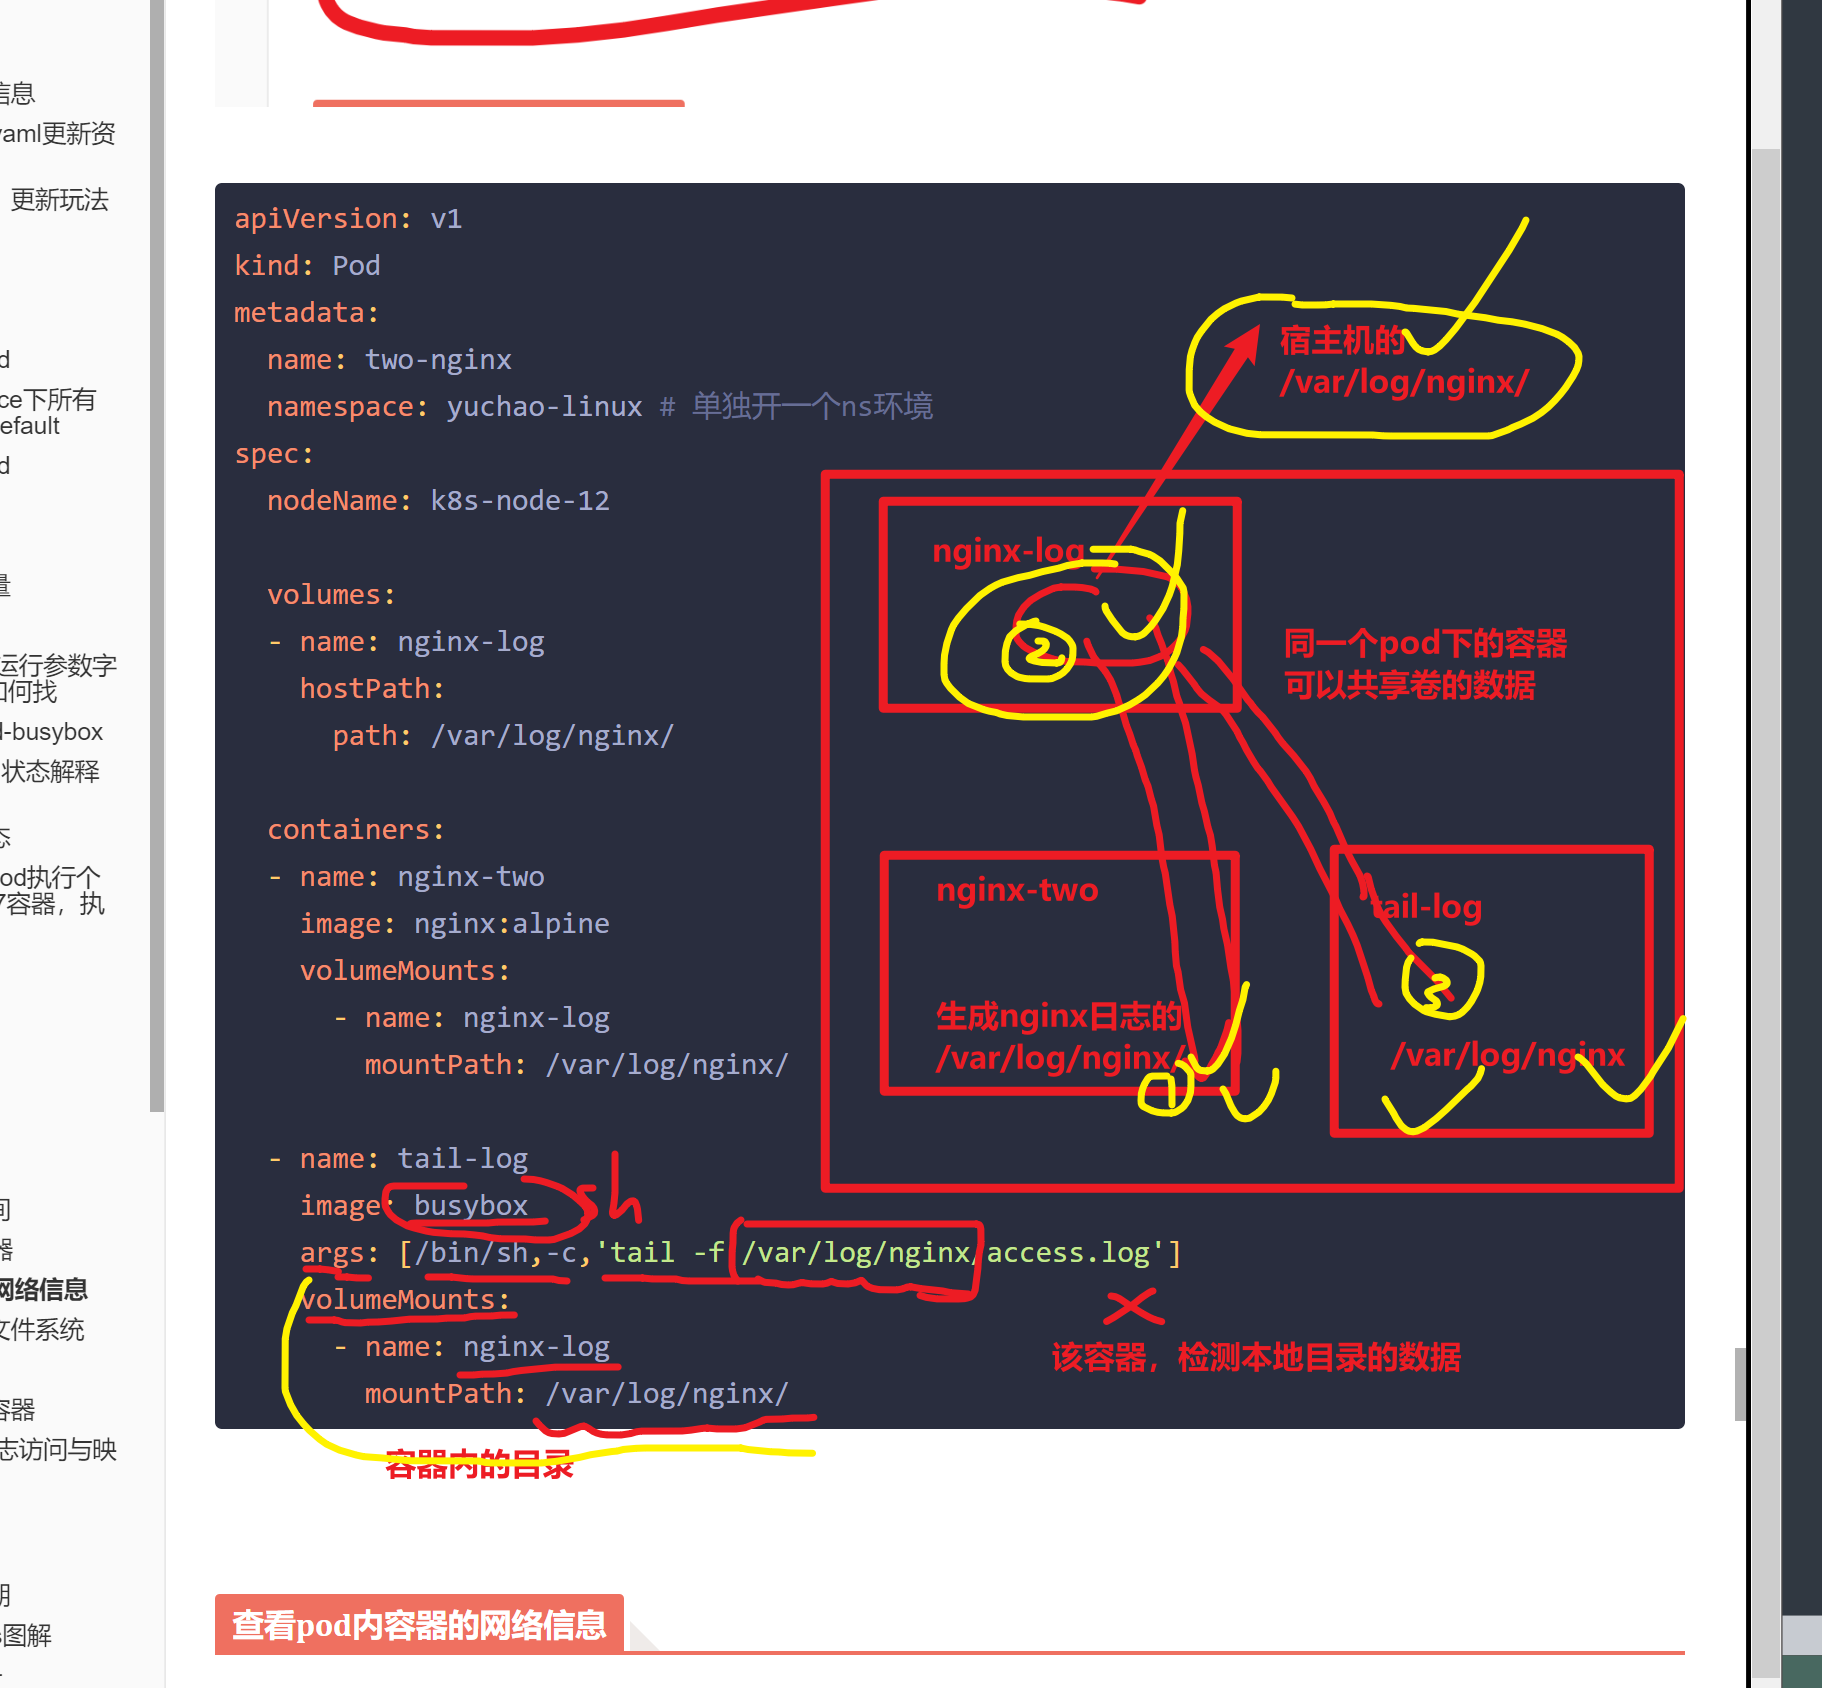 信息
yaml更新资
更新玩法
d
ce下所有
efault
d
量
运行参数字
如何找
d-busybox
状态解释
态
od执行个
7容器，执
间
器
网络信息
文件系统
容器
志访问与映
期
s图解
apiVersion: v1
kind: Pod
metadata:
name: two-nginx
namespace: yuchao-linux # 单独开一个ns环境
spec:
nodeName: k8s-node-12
volumes:
- name: nginx-log
hostPath:
path: /var/log/nginx/
containers:
- name: nginx-two
image: nginx:alpine
volumeMounts:
- name: nginx-log
mountPath: /var/log/nginx/
- name: tail-log
image: busybox
sh
args: [/bin/sh,-c,'tail -f /var/log/nginx/access.log']
volumeMounts:
- name: nginx-log
mountPath: /var/log/nginx/
宿主机的
/var/log/nginx/
nginx-log
2
同一个pod下的容器
可以共享卷的数据
nginx-two
生成nginx日志的
/var/log/nginx/
1
tail-log
3
/var/log/nginx
该容器，检测本地目录的数据
容器内的目录
查看pod内容器的网络信息